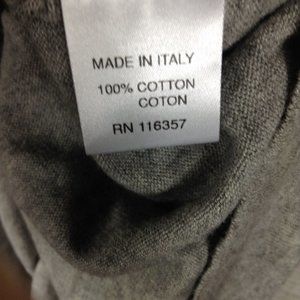 MADE IN ITALY
100% COTTON
COTON
RN 116357